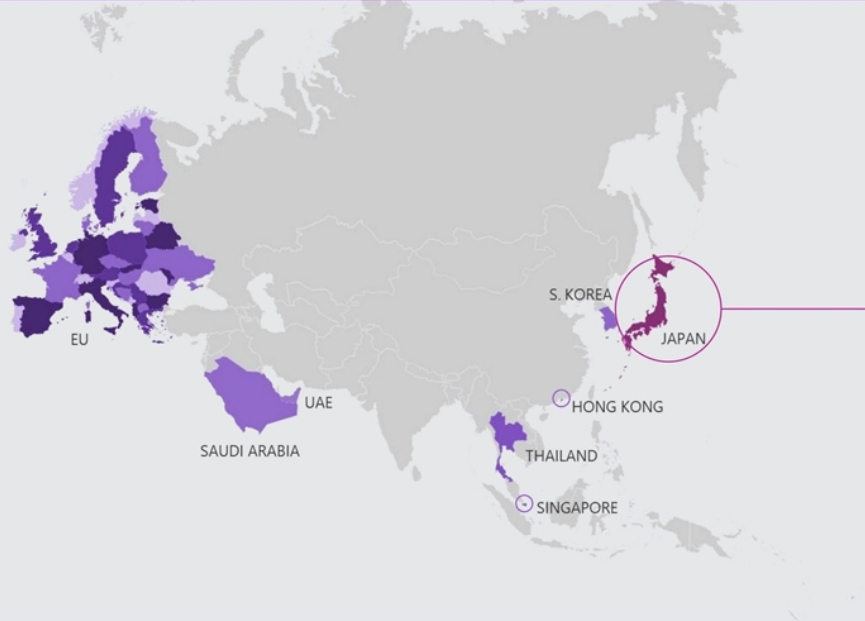 S. KOREA
JAPAN
EU
UAE
HONG KONG
SAUDI ARABIA
THAILAND
SINGAPORE